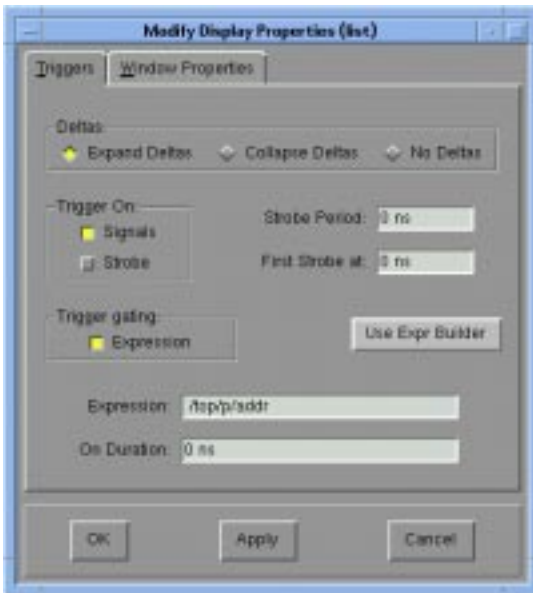 Modify Display Properties (list)
Triggers Window Properties
Deltas:
Expand Deltas Collapse Deltas No Deltas
Trigger On: Strobe Period: 0 ns
Signals
Strobe First Strobe at: 0 ns
Trigger gating:
Expression Use Expr Builder
Expression: /top/p/addr
On Duration: 0 ns
OK Apply Cancel